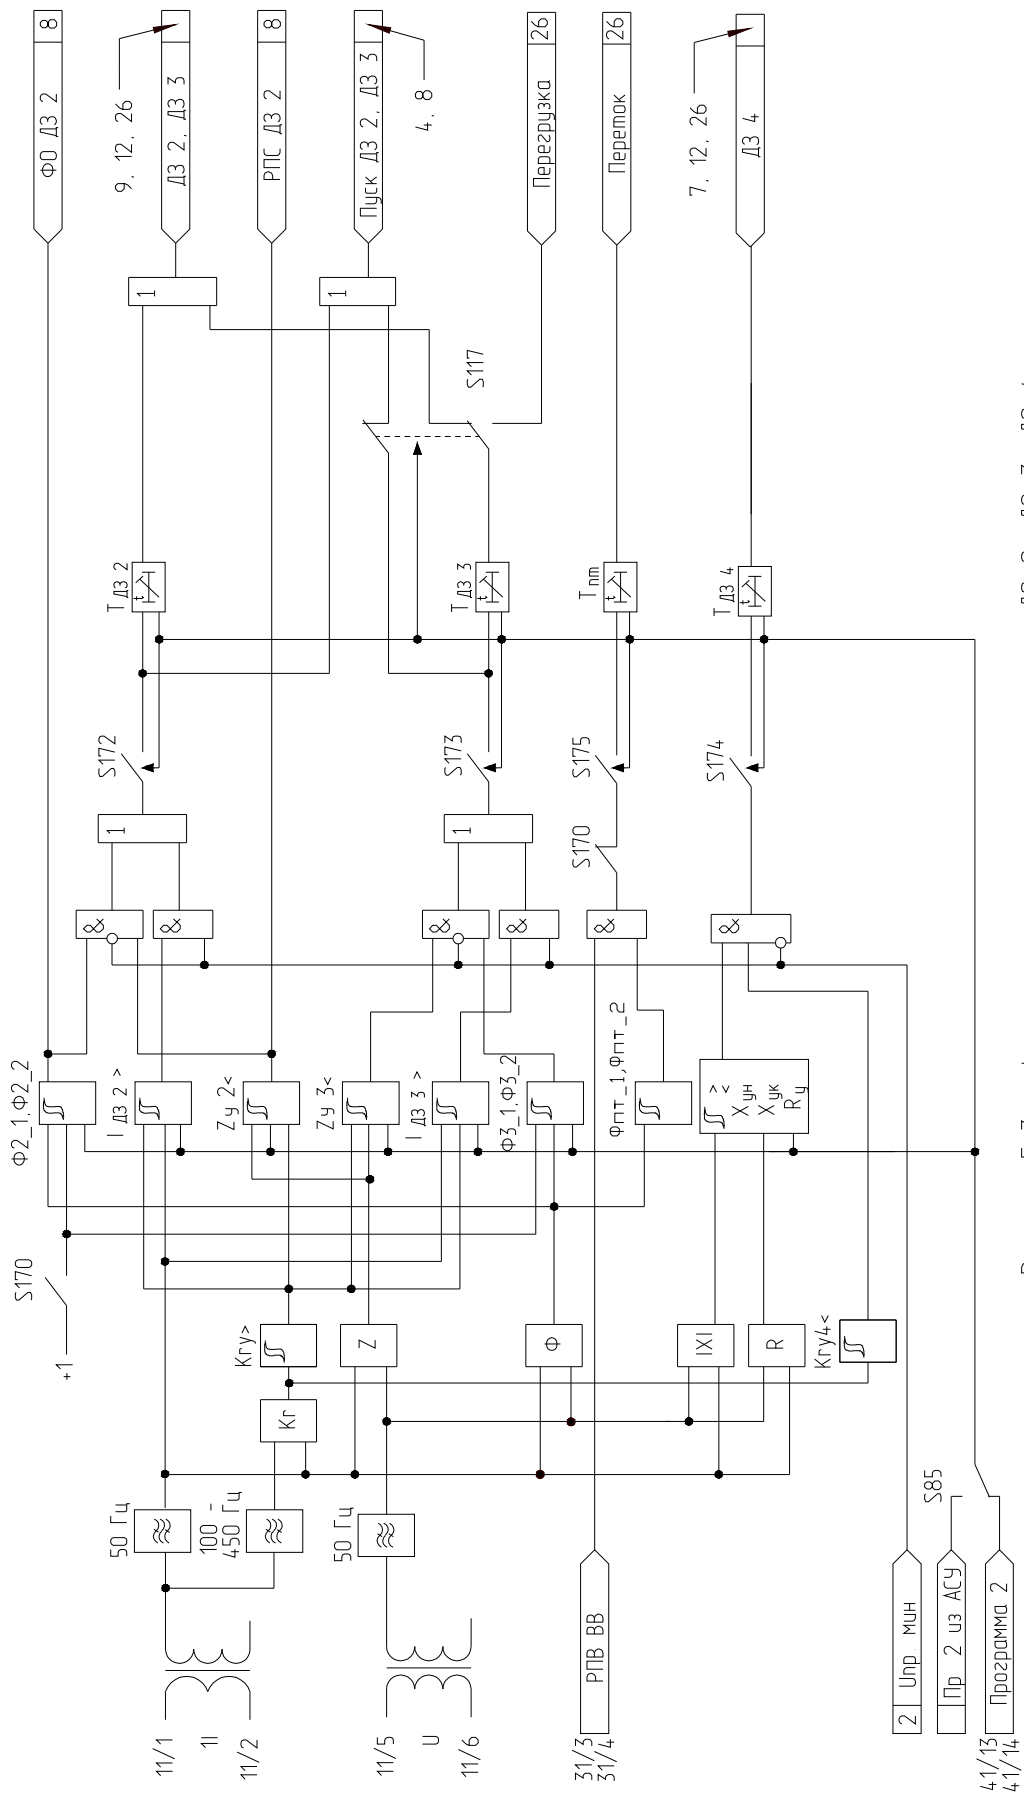 ФО ДЗ 2
8
9, 12, 26
ДЗ 2, ДЗ 3
РПС ДЗ 2
8
Пуск ДЗ 2, ДЗ 3
4, 8
Перегрузка
26
Переток
26
7, 12, 26
ДЗ 4
1
1
S117
Т ДЗ 2
t
Т ДЗ 3
t
Т пт
t
Т ДЗ 4
t
S172
S173
S175
S174
S170
1
1
&
&
&
&
&
&
Ф2_1,Ф2_2
I ДЗ 2 >
Zу 2<
Zу 3<
I ДЗ 3 >
Ф3_1,Ф3_2
Фпт_1,Фпт_2
> <
Xун
Xук
Rу
S170
+1
Кгу>
Z
Ф
IXI
R
Кгу4<
Кг
50 Гц
100 -
450 Гц
50 Гц
S85
11/1
1I
11/2
11/5
U
11/6
31/3
31/4
РПВ ВВ
2
Uпр. мин
Пр 2 из АСУ
41/13
41/14
Программа 2